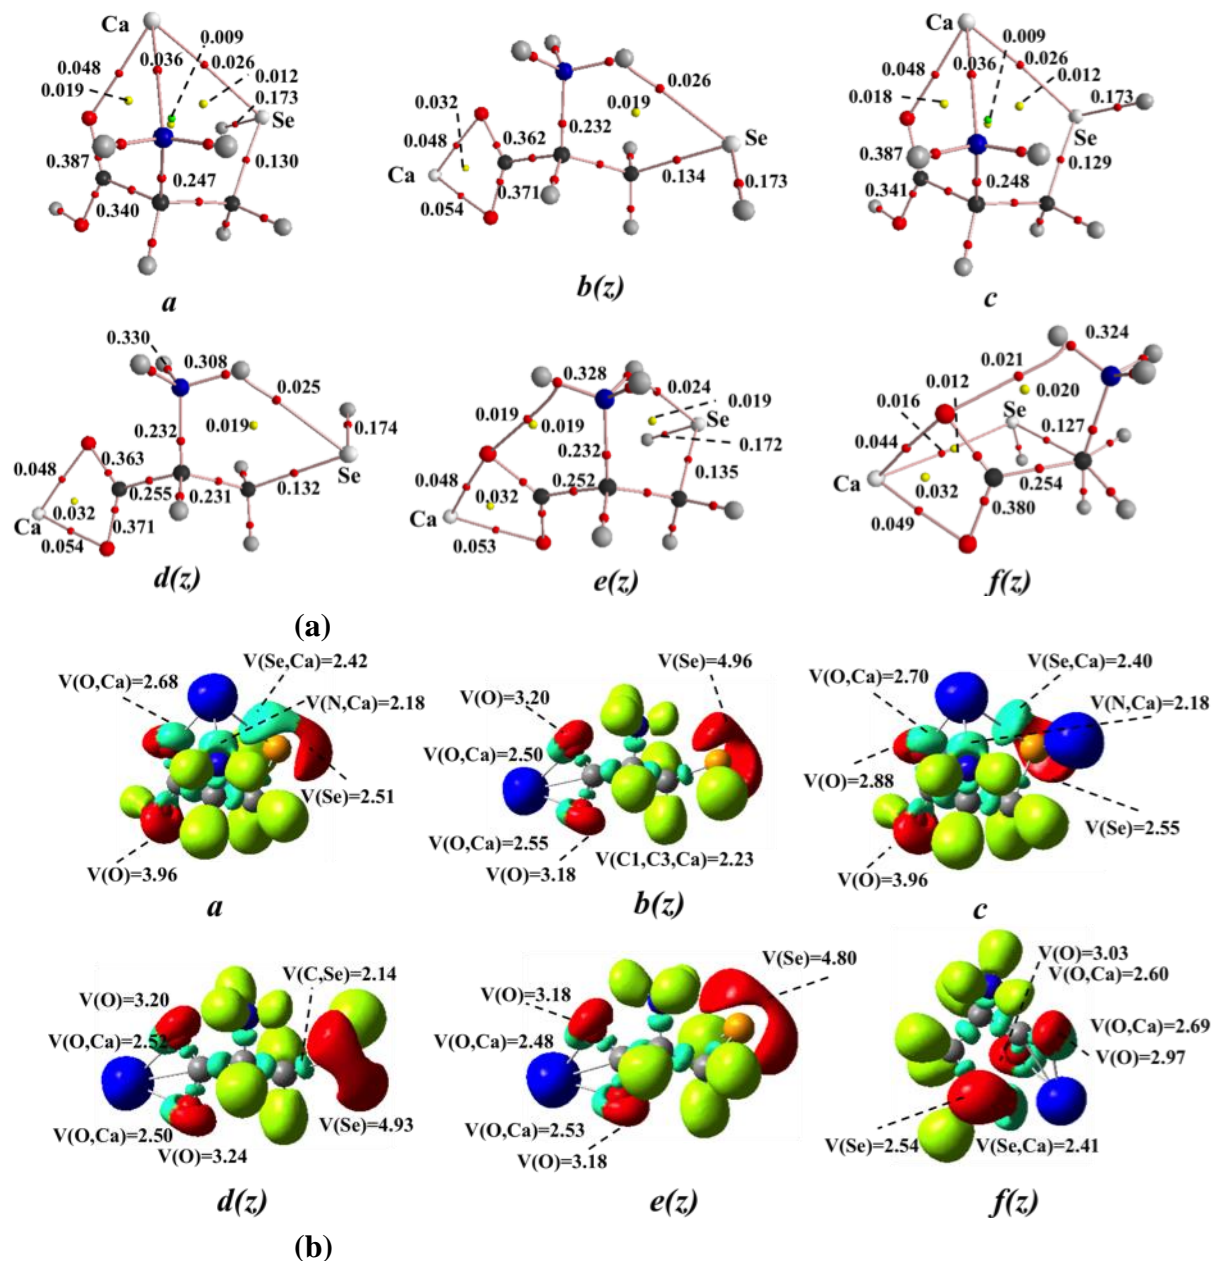 Ca
0.009
0.036
0.026
0.048
0.012
0.019
0.173
Se
0.130
0.387
0.247
0.340
a
0.026
0.032
0.019
0.362
0.232
0.048
Ca
0.371
0.134
0.173
0.054
b(z)
Ca
0.009
0.026
0.036
0.048
0.012
0.018
0.173
Se
0.387
0.129
0.341
0.248
c
0.330
0.308
0.025
0.232
0.019
0.174
0.048
0.363
Se
0.255
0.231
0.132
Ca
0.032
0.371
0.054
d(z)
0.328
0.024
0.019
0.019
0.019
Se
0.172
0.232
0.048
0.252
0.135
0.032
Ca
0.053
e(z)
0.324
0.021
0.012
0.020
0.016
Se
0.127
0.044
Ca
0.032
0.254
0.380
0.049
f(z)
(a)
V(Se,Ca)=2.42
V(O,Ca)=2.68
V(N,Ca)=2.18
V(Se)=2.51
V(O)=3.96
a
V(Se)=4.96
V(O)=3.20
V(O,Ca)=2.50
V(O,Ca)=2.55
V(C1,C3,Ca)=2.23
V(O)=3.18
b(z)
V(Se,Ca)=2.40
V(O,Ca)=2.70
V(N,Ca)=2.18
V(O)=2.88
V(Se)=2.55
V(O)=3.96
c
V(C,Se)=2.14
V(O)=3.20
V(O,Ca)=2.52
V(O,Ca)=2.50
V(Se)=4.93
V(O)=3.24
d(z)
V(Se)=4.80
V(O)=3.18
V(O,Ca)=2.48
V(O,Ca)=2.53
V(O)=3.18
e(z)
V(O)=3.03
V(O,Ca)=2.60
V(O,Ca)=2.69
V(O)=2.97
V(Se)=2.54
V(Se,Ca)=2.41
f(z)
(b)